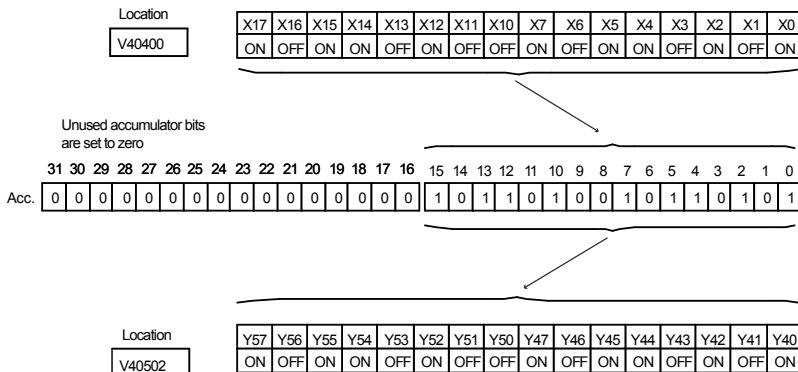 Location
X17 X16 X15 X14 X13 X12 X11 X10 X7 X6 X5 X4 X3 X2 X1 X0
V40400
ON OFF ON ON OFF ON OFF OFF ON OFF ON ON OFF ON OFF ON
Unused accumulator bits
are set to zero
31 30 29 28 27 26 25 24 23 22 21 20 19 18 17 16 15 14 13 12 11 10 9 8 7 6 5 4 3 2 1 0
Acc. 0 0 0 0 0 0 0 0 0 0 0 0 0 0 0 0 1 0 1 1 0 1 0 0 1 0 1 1 0 1 0 1
Location
Y57 Y56 Y55 Y54 Y53 Y52 Y51 Y50 Y47 Y46 Y45 Y44 Y43 Y42 Y41 Y40
V40502
ON OFF ON ON OFF ON OFF OFF ON OFF ON ON OFF ON OFF ON